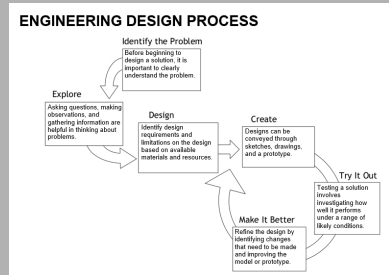 ENGINEERING DESIGN PROCESS
Identify the Problem
Before beginning to
design a solution, it is
important to clearly
understand the problem.
Explore
Asking questions, making
observations, and
gathering information are
helpful in thinking about
problems.
Design
Identify design
requirements and
limitations on the design
based on available
materials and resources.
Create
Designs can be
conveyed through
sketches, drawings,
and a prototype.
Try It Out
Testing a solution
involves
investigating how
well it performs
under a range of
likely conditions.
Make It Better
Refine the design by
identifying changes
that need to be made
and improving the
model or prototype.